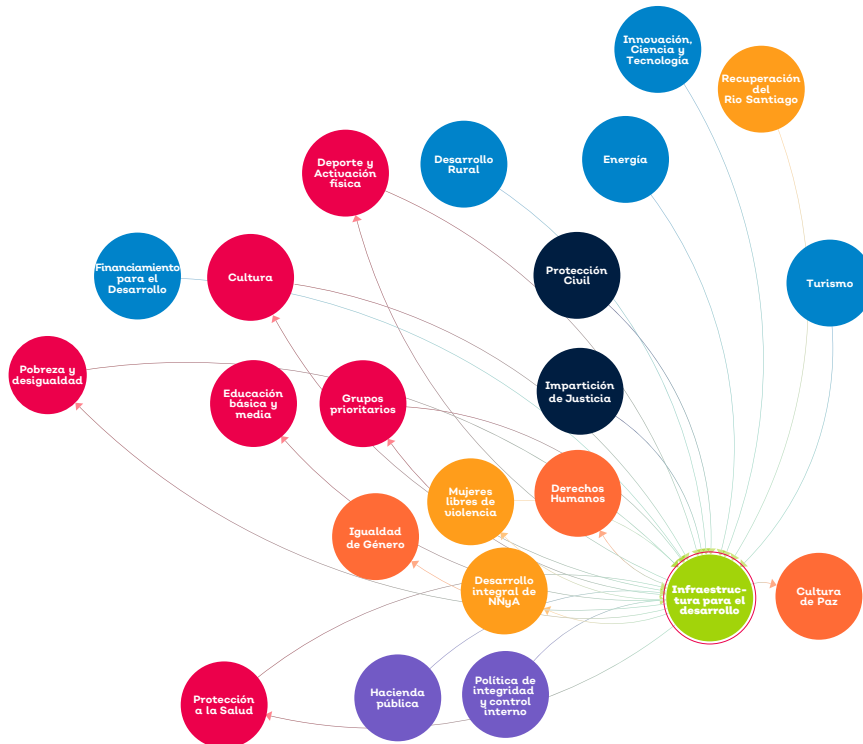 Innovación,
Ciencia y
Tecnología
Recuperación
del
Rio Santiago
Deporte y
Activación
física
Desarrollo
Rural
Energía
Financiamiento
para el
Desarrollo
Cultura
Protección
Civil
Turismo
Pobreza y
desigualdad
Educación
básica y
media
Grupos
prioritarios
Impartición
de Justicia
Mujeres
libres de
violencia
Derechos
Humanos
Igualdad
de Género
Desarrollo
integral de
NNyA
Infraestruc-
tura para el
desarrollo
Cultura
de Paz
Protección
a la Salud
Hacienda
pública
Política de
integridad
y control
interno